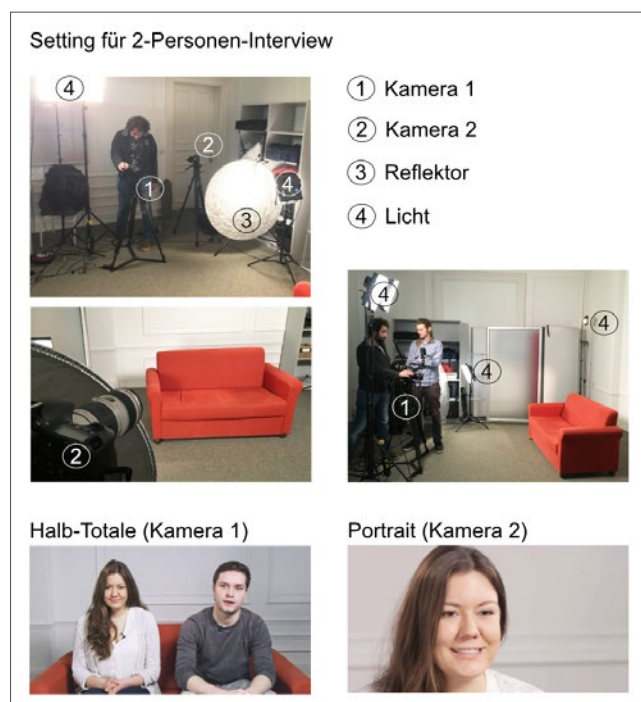 Setting für 2-Personen-Interview
④
②
①
④
③
① Kamera 1
② Kamera 2
③ Reflektor
④ Licht
②
④
④
④
①
Halb-Totale (Kamera 1)
Portrait (Kamera 2)